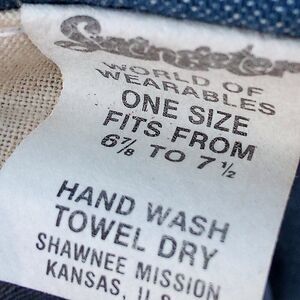 WORLD OF
WEARABLES
ONE SIZE
FITS FROM
6⅞ TO 7½
HAND WASH
TOWEL DRY
SHAWNEE MISSION
KANSAS, U.S.